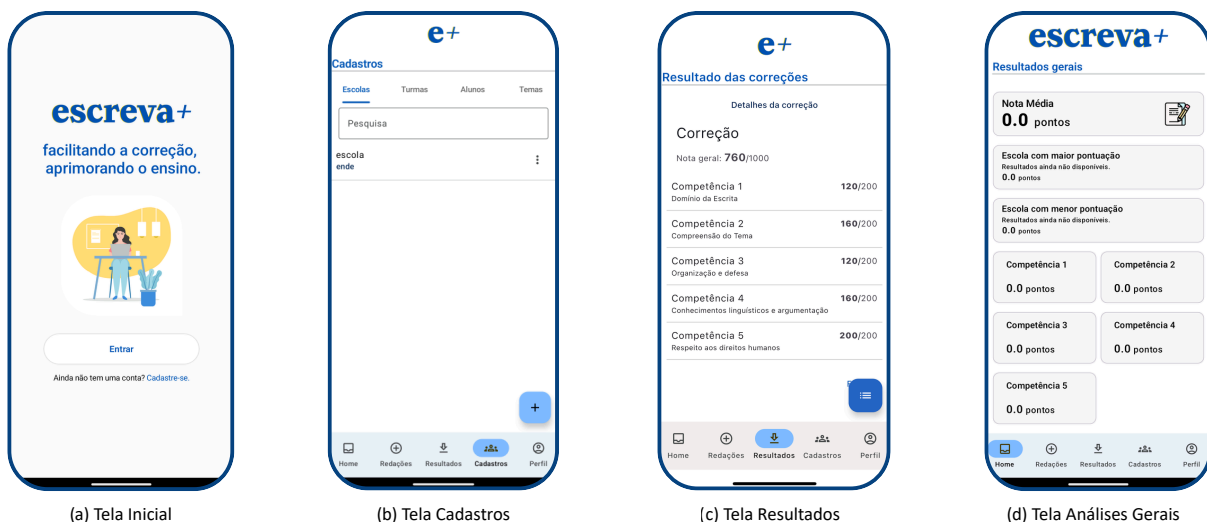 escreva+
facilitando a correção,
aprimorando o ensino.
Entrar
Ainda não tem uma conta? Cadastre-se.
(a) Tela Inicial
e+
Cadastros
Escolas Turmas Alunos Temas
Pesquisa
escola
ende
+
Home Redações Resultados Cadastros Perfil
(b) Tela Cadastros
e+
Resultado das correções
Detalhes da correção
Correção
Nota geral: 760/1000
Competência 1 120/200
Domínio da Escrita
Competência 2 160/200
Compreensão do Tema
Competência 3 120/200
Organização e defesa
Competência 4 160/200
Conhecimentos linguísticos e argumentação
Competência 5 200/200
Respeito aos direitos humanos
Home Redações Resultados Cadastros Perfil
(c) Tela Resultados
escreva+
Resultados gerais
Nota Média
0.0 pontos
Escola com maior pontuação
Resultados ainda não disponíveis.
0.0 pontos
Escola com menor pontuação
Resultados ainda não disponíveis.
0.0 pontos
Competência 1 Competência 2
0.0 pontos 0.0 pontos
Competência 3 Competência 4
0.0 pontos 0.0 pontos
Competência 5
0.0 pontos
Home Redações Resultados Cadastros Perfil
(d) Tela Análises Gerais